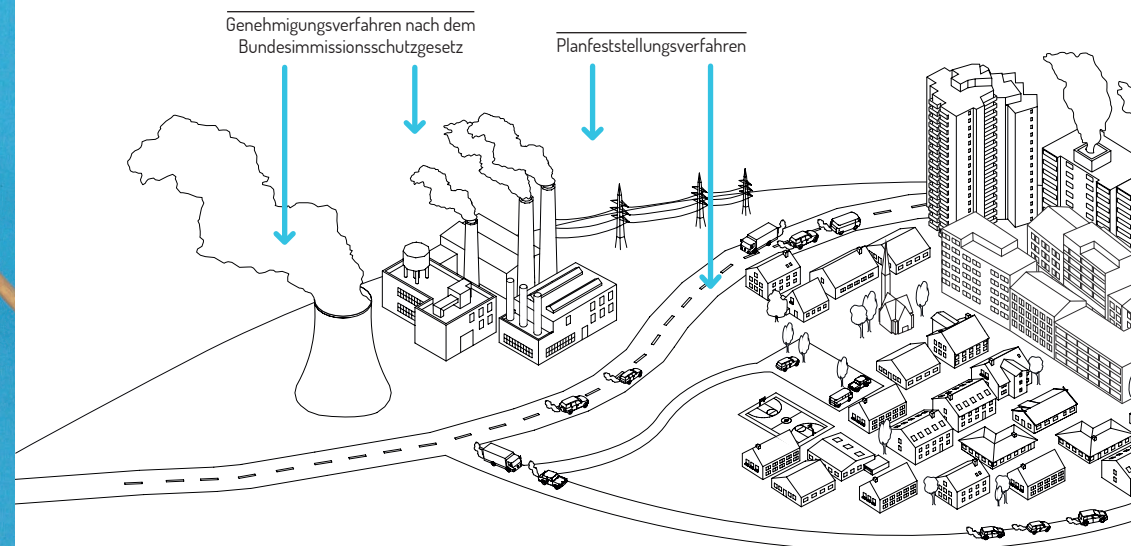 Genehmigungsverfahren nach dem
Bundesimmissionsschutzgesetz
Planfeststellungsverfahren